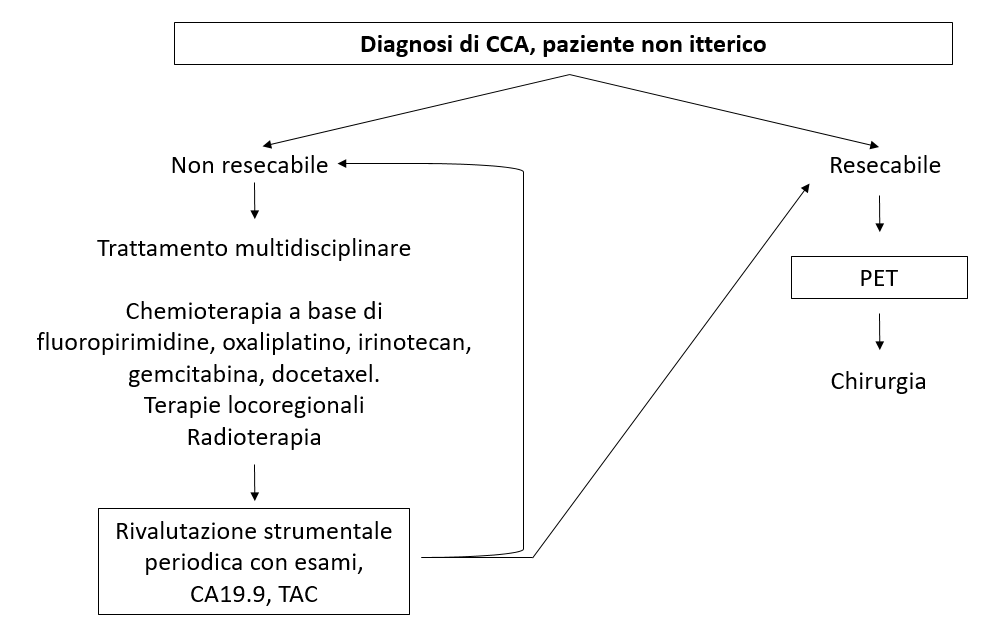 Diagnosi di CCA, paziente non itterico
Non resecabile
Resecabile
Trattamento multidisciplinare
PET
Chemioterapia a base di
fluoropirimidine, oxaliplatino, irinotecan,
gemcitabina, docetaxel.
Terapie locoregionali
Radioterapia
Chirurgia
Rivalutazione strumentale
periodica con esami,
CA19.9, TAC